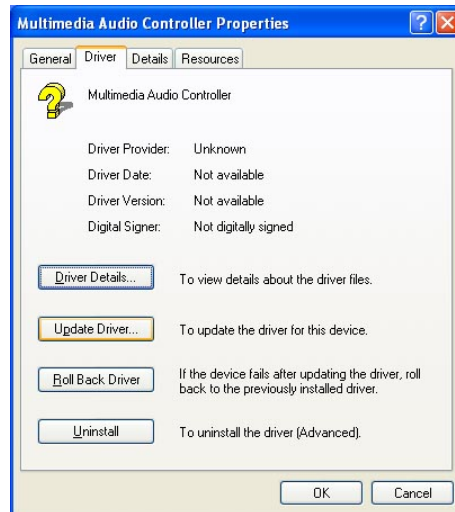 Multimedia Audio Controller Properties
General Driver Details Resources
Multimedia Audio Controller
Driver Provider: Unknown
Driver Date: Not available
Driver Version: Not available
Digital Signer: Not digitally signed
Driver Details... To view details about the driver files.
Update Driver... To update the driver for this device.
Roll Back Driver If the device fails after updating the driver, roll
back to the previously installed driver.
Uninstall To uninstall the driver (Advanced).
OK Cancel